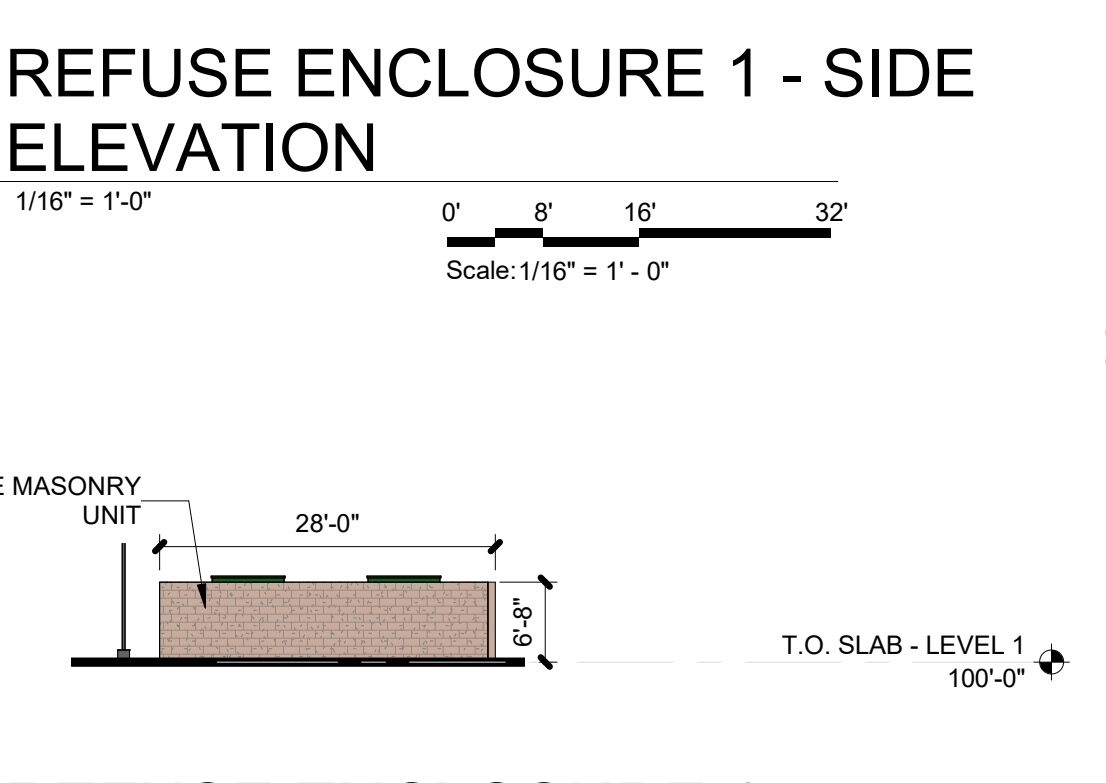 REFUSE ENCLOSURE 1 - SIDE
ELEVATION
1/16" = 1'-0"
0' 8' 16' 32'
Scale: 1/16" = 1' - 0"
MASONRY
UNIT
28'-0"
6'-8"
T.O. SLAB - LEVEL 1
100'-0"